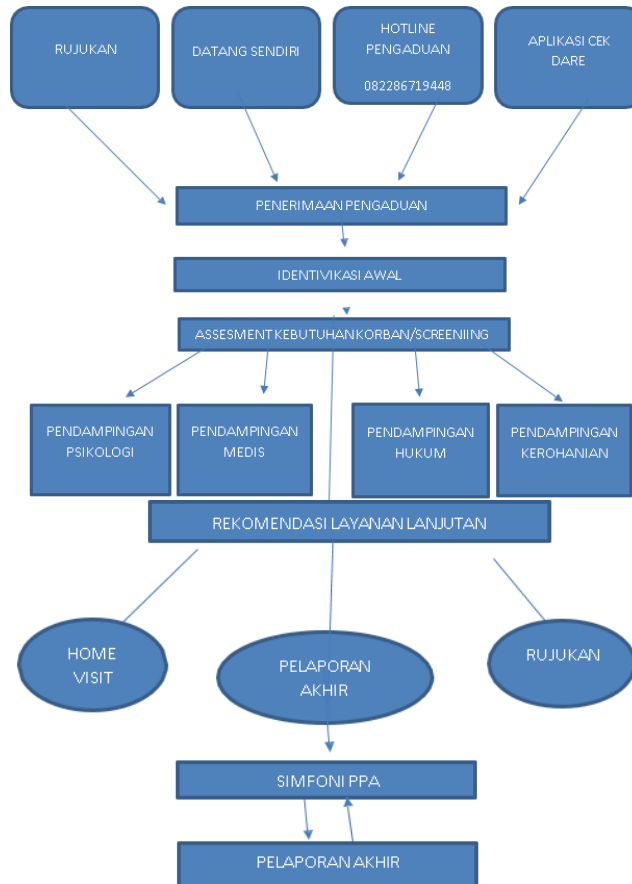 RUJUKAN
DATANG SENDIRI
HOTLINE
PENGADUAN
082286719448
APLIKASI CEK
DARE
PENERIMAAN PENGADUAN
IDENTIVIKASI AWAL
ASSESMENT KEBUTUHAN KORBAN/SCREENIING
PENDAMPINGAN
PSIKOLOGI
PENDAMPINGAN
MEDIS
PENDAMPINGAN
HUKUM
PENDAMPINGAN
KEROHANIAN
REKOMENDASI LAYANAN LANJUTAN
HOME
VISIT
PELAPORAN
AKHIR
RUJUKAN
SIMFONI PPA
PELAPORAN AKHIR